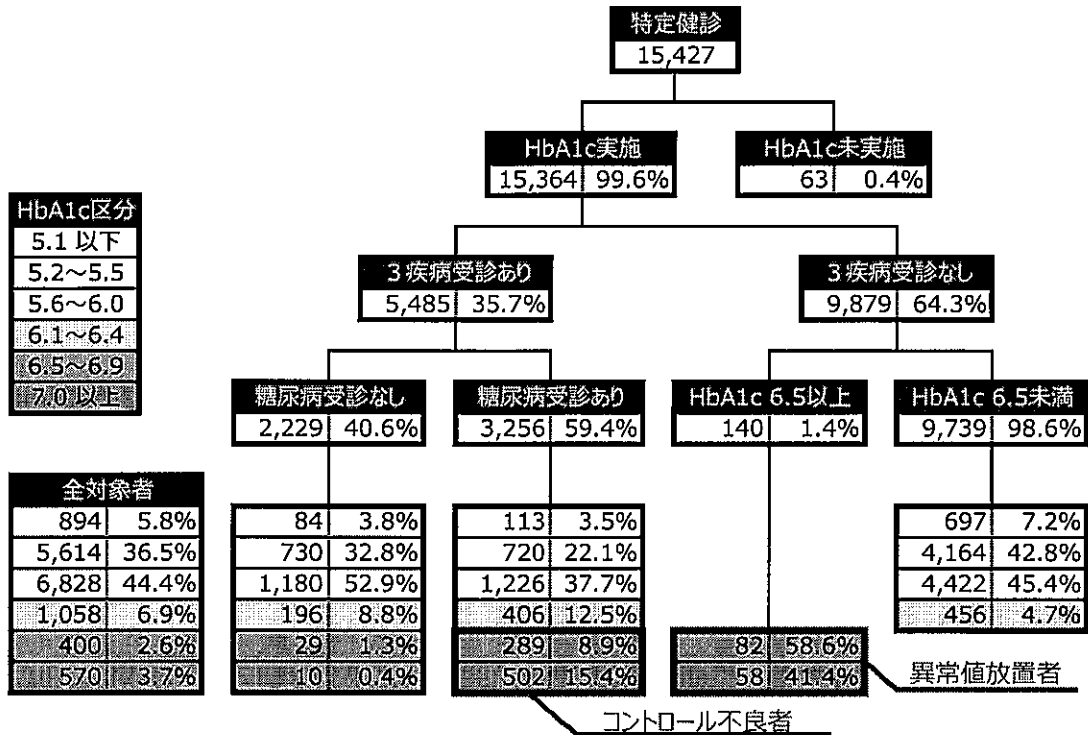 特定健診
15,427
HbA1c実施
15,364 99.6%
HbA1c未実施
63 0.4%
HbA1c区分
5.1 以下
5.2～5.5
5.6～6.0
6.1～6.4
6.5～6.9
7.0 以上
3 疾病受診あり
5,485 35.7%
3 疾病受診なし
9,879 64.3%
糖尿病受診なし
2,229 40.6%
糖尿病受診あり
3,256 59.4%
HbA1c 6.5以上
140 1.4%
HbA1c 6.5未満
9,739 98.6%
全対象者
894 5.8%
5,614 36.5%
6,828 44.4%
1,058 6.9%
400 2.6%
570 3.7%
84 3.8%
730 32.8%
1,180 52.9%
196 8.8%
29 1.3%
10 0.4%
113 3.5%
720 22.1%
1,226 37.7%
406 12.5%
289 8.9%
502 15.4%
82 58.6%
58 41.4%
697 7.2%
4,164 42.8%
4,422 45.4%
456 4.7%
異常値放置者
コントロール不良者